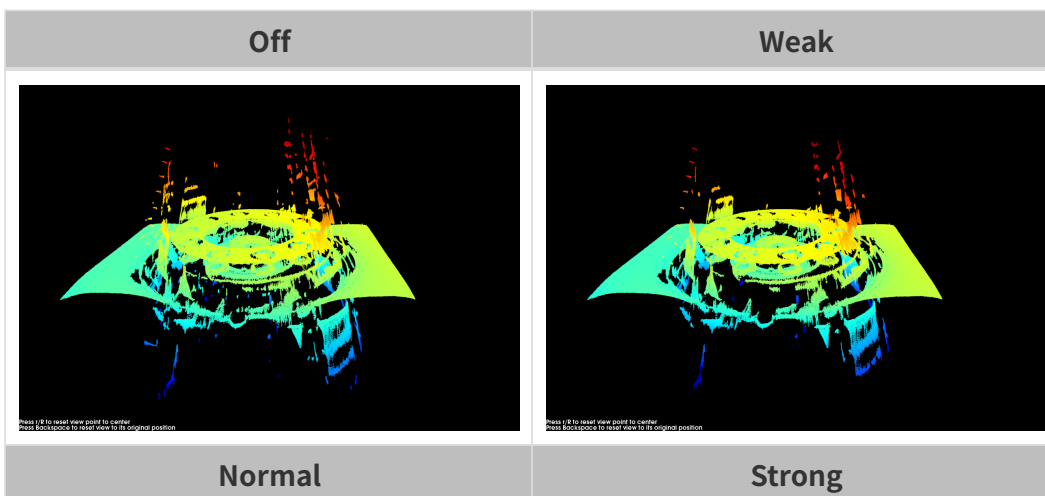 Off
Weak
Press r/R to reset view point to center
Press Backspace to reset view to its original position
Press r/R to reset view point to center
Press Backspace to reset view to its original position
Normal
Strong